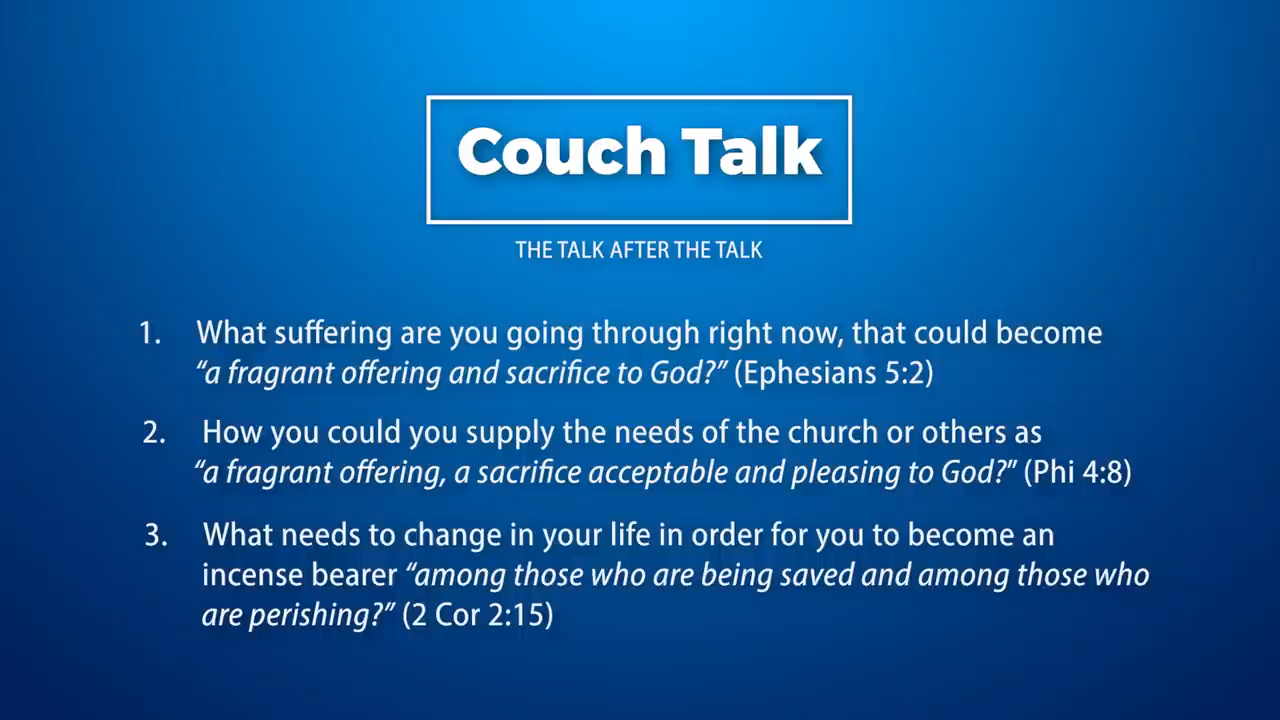 Couch Talk
THE TALK AFTER THE TALK
1. What suffering are you going through right now, that could become
“a fragrant offering and sacrifice to God?” (Ephesians 5:2)
2. How you could you supply the needs of the church or others as
“a fragrant offering, a sacrifice acceptable and pleasing to God?” (Phi 4:8)
3. What needs to change in your life in order for you to become an
incense bearer “among those who are being saved and among those who
are perishing?” (2 Cor 2:15)